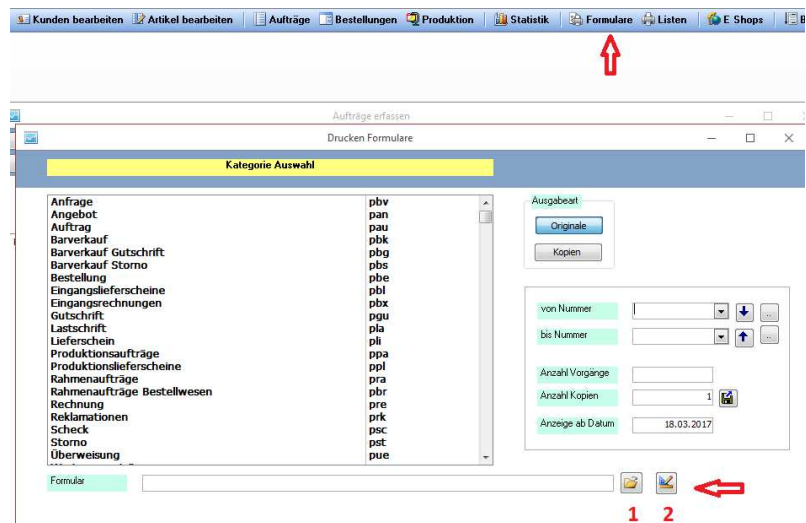 Kunden bearbeiten Artikel bearbeiten Aufträge Bestellungen Produktion Statistik Formulare Listen E Shops B
Aufträge erfassen
Drucken Formulare
Kategorie Auswahl
Anfrage pbv
Angebot pan
Auftrag pau
Barverkauf pbk
Barverkauf Gutschrift pbg
Barverkauf Storno pbs
Bestellung pbe
Eingangslieferscheine pbl
Eingangsrechnungen pbx
Gutschrift pgu
Lastschrift pla
Lieferschein pli
Produktionsaufträge ppa
Produktionslieferscheine ppl
Rahmenaufträge pra
Rahmenaufträge Bestellwesen pbr
Rechnung pre
Reklamationen prk
Scheck psc
Storno pst
Überweisung pue
Ausgabeart
Originale
Kopien
von Nummer ..
bis Nummer ..
Anzahl Vorgänge
Anzahl Kopien 1
Anzeige ab Datum 18.03.2017
Formular
1 2